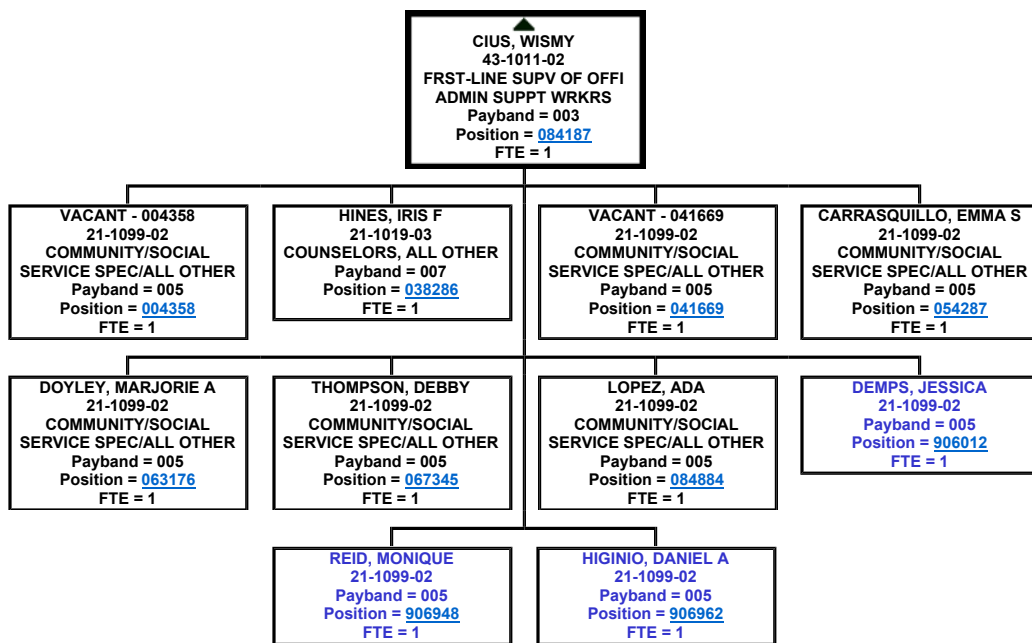 CIUS, WISMY
43-1011-02
FRST-LINE SUPV OF OFFI
ADMIN SUPPT WRKRS
Payband = 003
Position = 084187
FTE = 1
VACANT - 004358
21-1099-02
COMMUNITY/SOCIAL
SERVICE SPEC/ALL OTHER
Payband = 005
Position = 004358
FTE = 1
HINES, IRIS F
21-1019-03
COUNSELORS, ALL OTHER
Payband = 007
Position = 038286
FTE = 1
VACANT - 041669
21-1099-02
COMMUNITY/SOCIAL
SERVICE SPEC/ALL OTHER
Payband = 005
Position = 041669
FTE = 1
CARRASQUILLO, EMMA S
21-1099-02
COMMUNITY/SOCIAL
SERVICE SPEC/ALL OTHER
Payband = 005
Position = 054287
FTE = 1
DOYLEY, MARJORIE A
21-1099-02
COMMUNITY/SOCIAL
SERVICE SPEC/ALL OTHER
Payband = 005
Position = 063176
FTE = 1
THOMPSON, DEBBY
21-1099-02
COMMUNITY/SOCIAL
SERVICE SPEC/ALL OTHER
Payband = 005
Position = 067345
FTE = 1
LOPEZ, ADA
21-1099-02
COMMUNITY/SOCIAL
SERVICE SPEC/ALL OTHER
Payband = 005
Position = 084884
FTE = 1
DEMPS, JESSICA
21-1099-02
Payband = 005
Position = 906012
FTE = 1
REID, MONIQUE
21-1099-02
Payband = 005
Position = 906948
FTE = 1
HIGINIO, DANIEL A
21-1099-02
Payband = 005
Position = 906962
FTE = 1